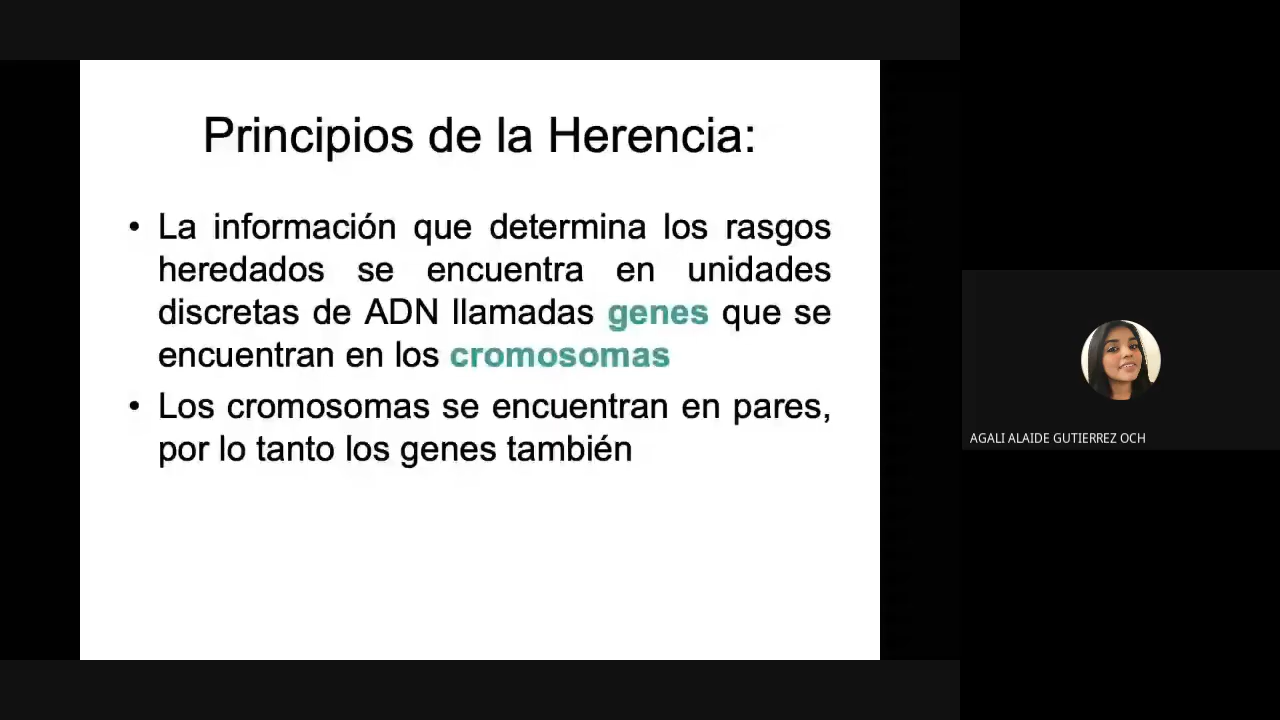 Principios de la Herencia:
• La información que determina los rasgos
heredados se encuentra en unidades
discretas de ADN llamadas genes que se
encuentran en los cromosomas
• Los cromosomas se encuentran en pares,
por lo tanto los genes también
AGALI ALAIDE GUTIERREZ OCH